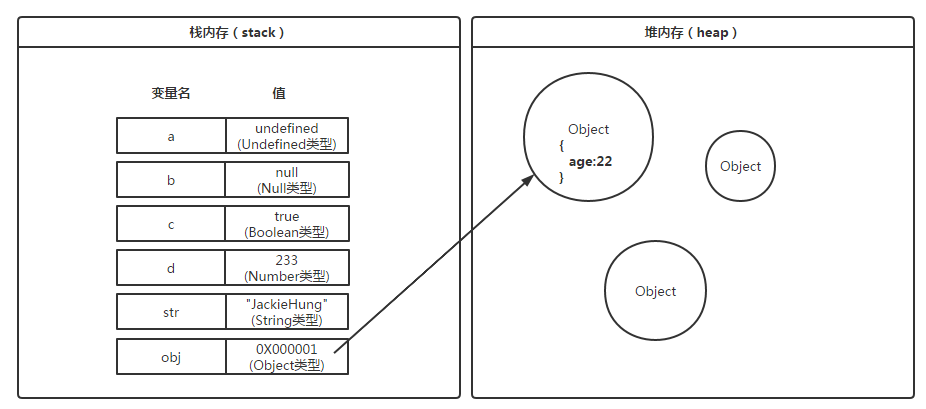 栈内存（stack）
变量名 值
a undefined
(Undefined类型)
b null
(Null类型)
c true
(Boolean类型)
d 233
(Number类型)
str "JackieHung"
(String类型)
obj 0X000001
(Object类型)
堆内存（heap）
Object
{
age:22
}
Object
Object